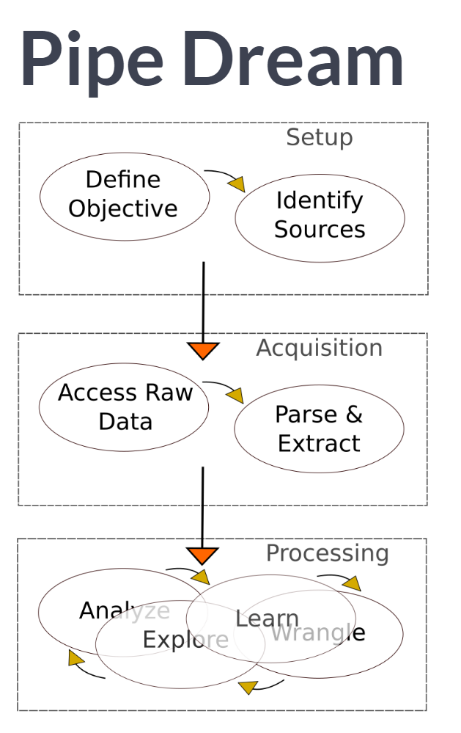 Pipe Dream
Setup
Define
Objective
Identify
Sources
Acquisition
Access Raw
Data
Parse &
Extract
Processing
Analyze
Learn
Explore
Wrangle